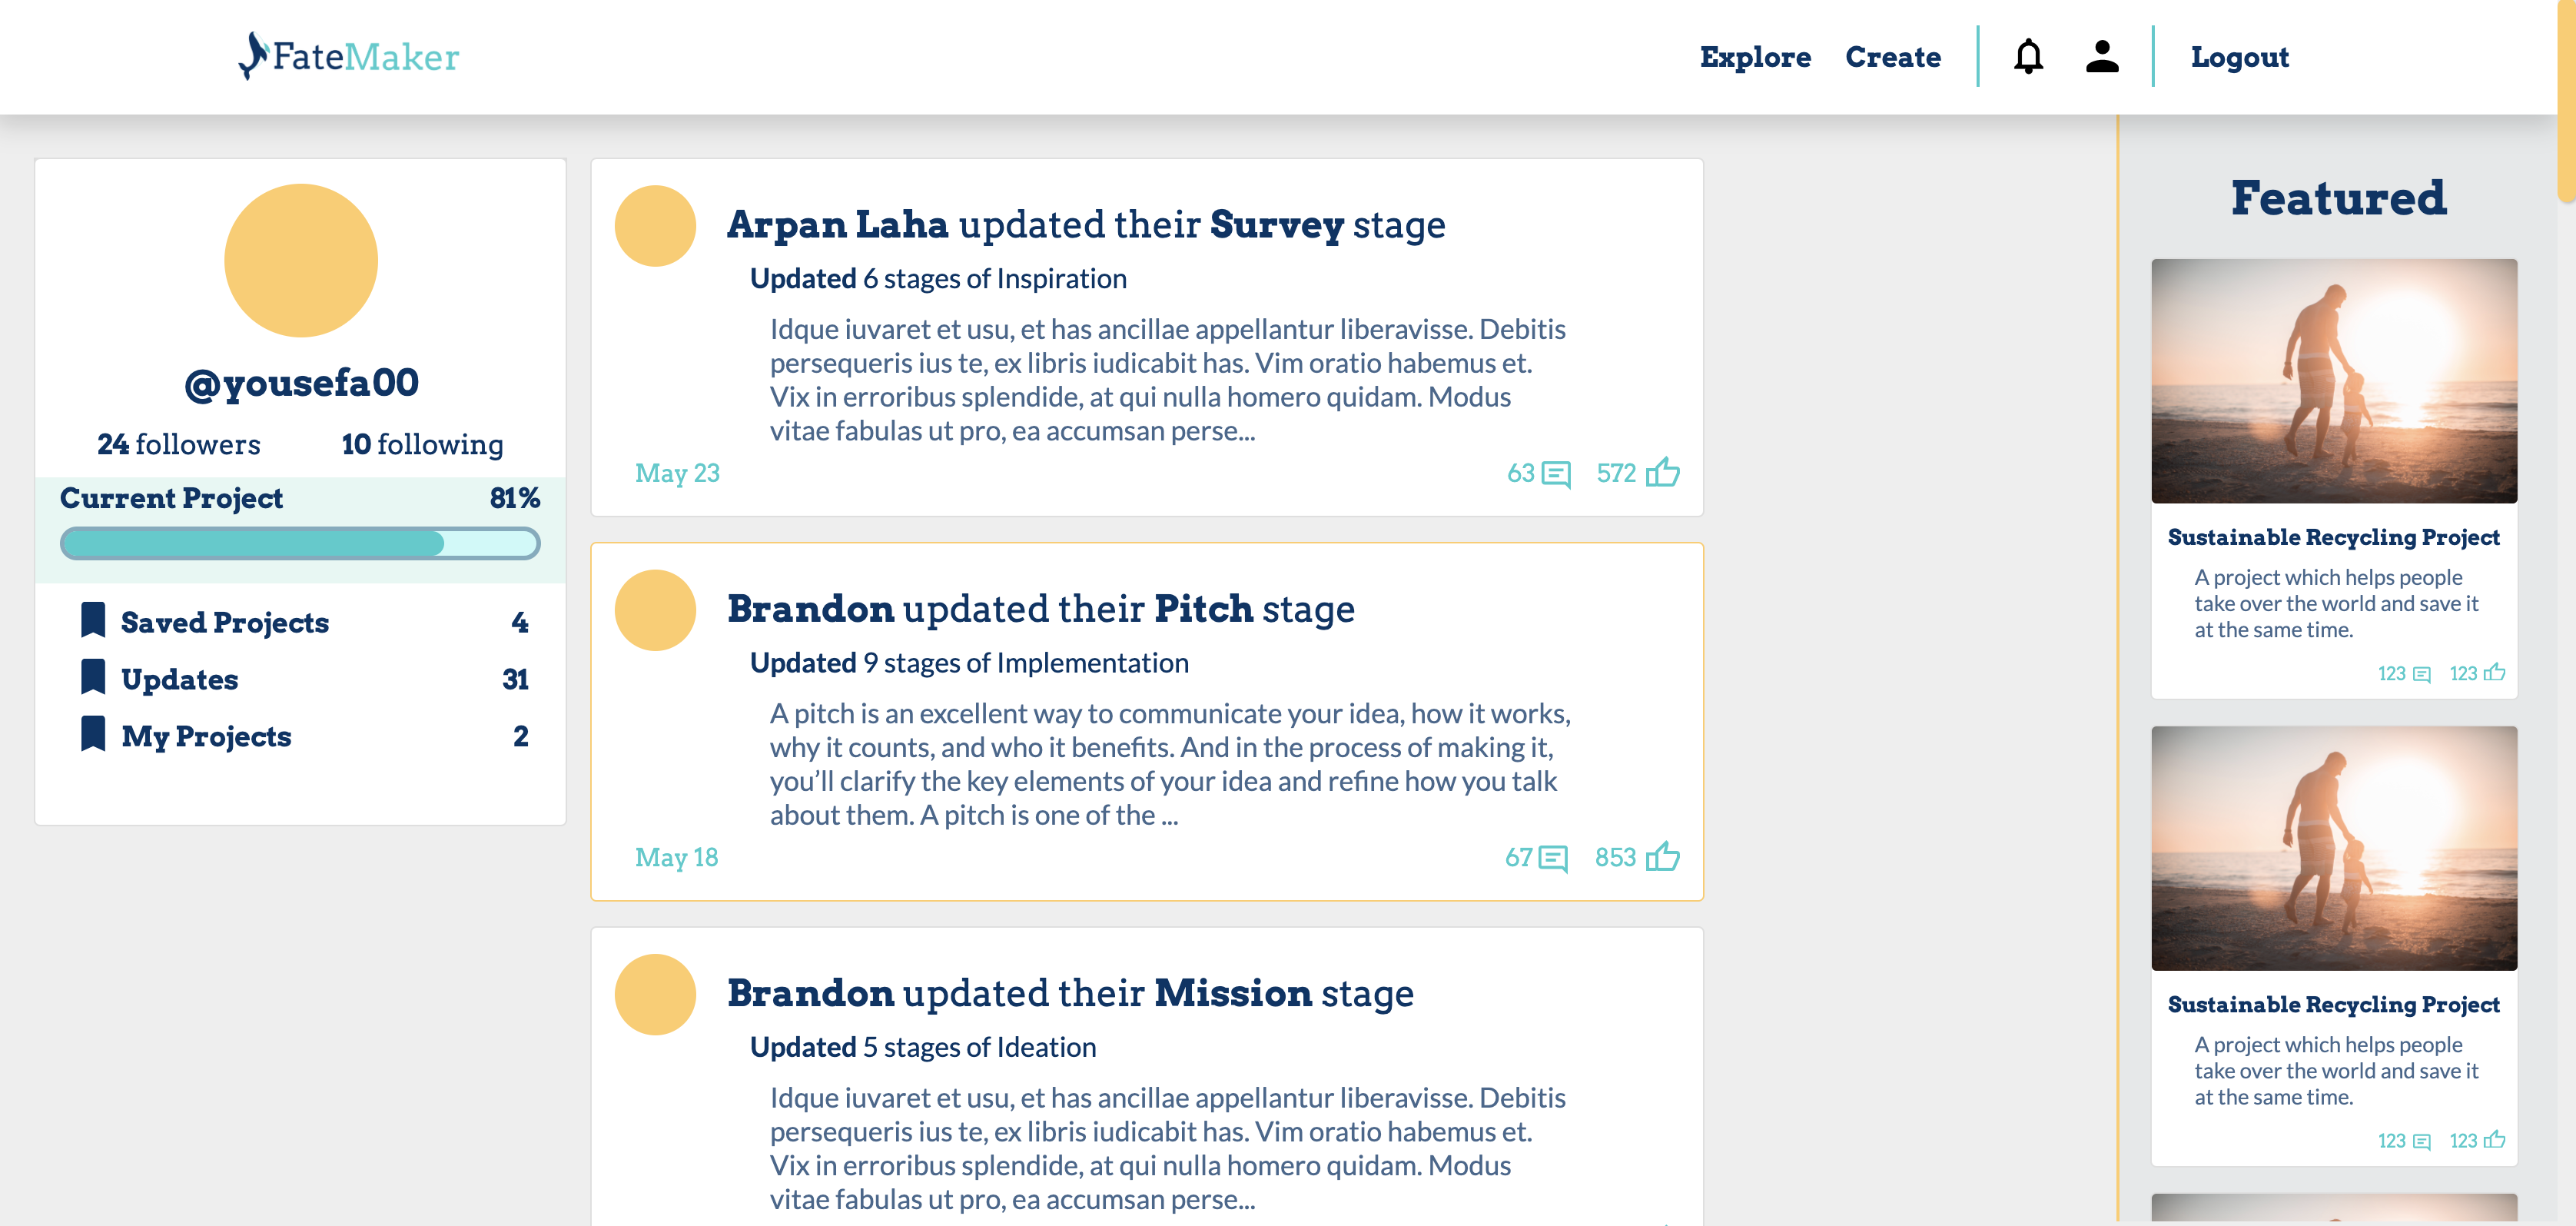 FateMaker
Explore Create Logout
@yousefa00
24 followers 10 following
Current Project 81%
Saved Projects 4
Updates 31
My Projects 2
Arpan Laha updated their Survey stage
Updated 6 stages of Inspiration
Idque iuvaret et usu, et has ancillae appellantur liberavisse. Debitis
persequeris ius te, ex libris iudicabit has. Vim oratio habemus et.
Vix in erroribus splendide, at qui nulla homero quidam. Modus
vitae fabulas ut pro, ea accumsan perse...
May 23 63 572
Brandon updated their Pitch stage
Updated 9 stages of Implementation
A pitch is an excellent way to communicate your idea, how it works,
why it counts, and who it benefits. And in the process of making it,
you’ll clarify the key elements of your idea and refine how you talk
about them. A pitch is one of the ...
May 18 67 853
Brandon updated their Mission stage
Updated 5 stages of Ideation
Idque iuvaret et usu, et has ancillae appellantur liberavisse. Debitis
persequeris ius te, ex libris iudicabit has. Vim oratio habemus et.
Vix in erroribus splendide, at qui nulla homero quidam. Modus
vitae fabulas ut pro, ea accumsan perse...
Featured
Sustainable Recycling Project
A project which helps people
take over the world and save it
at the same time.
123 123
Sustainable Recycling Project
A project which helps people
take over the world and save it
at the same time.
123 123